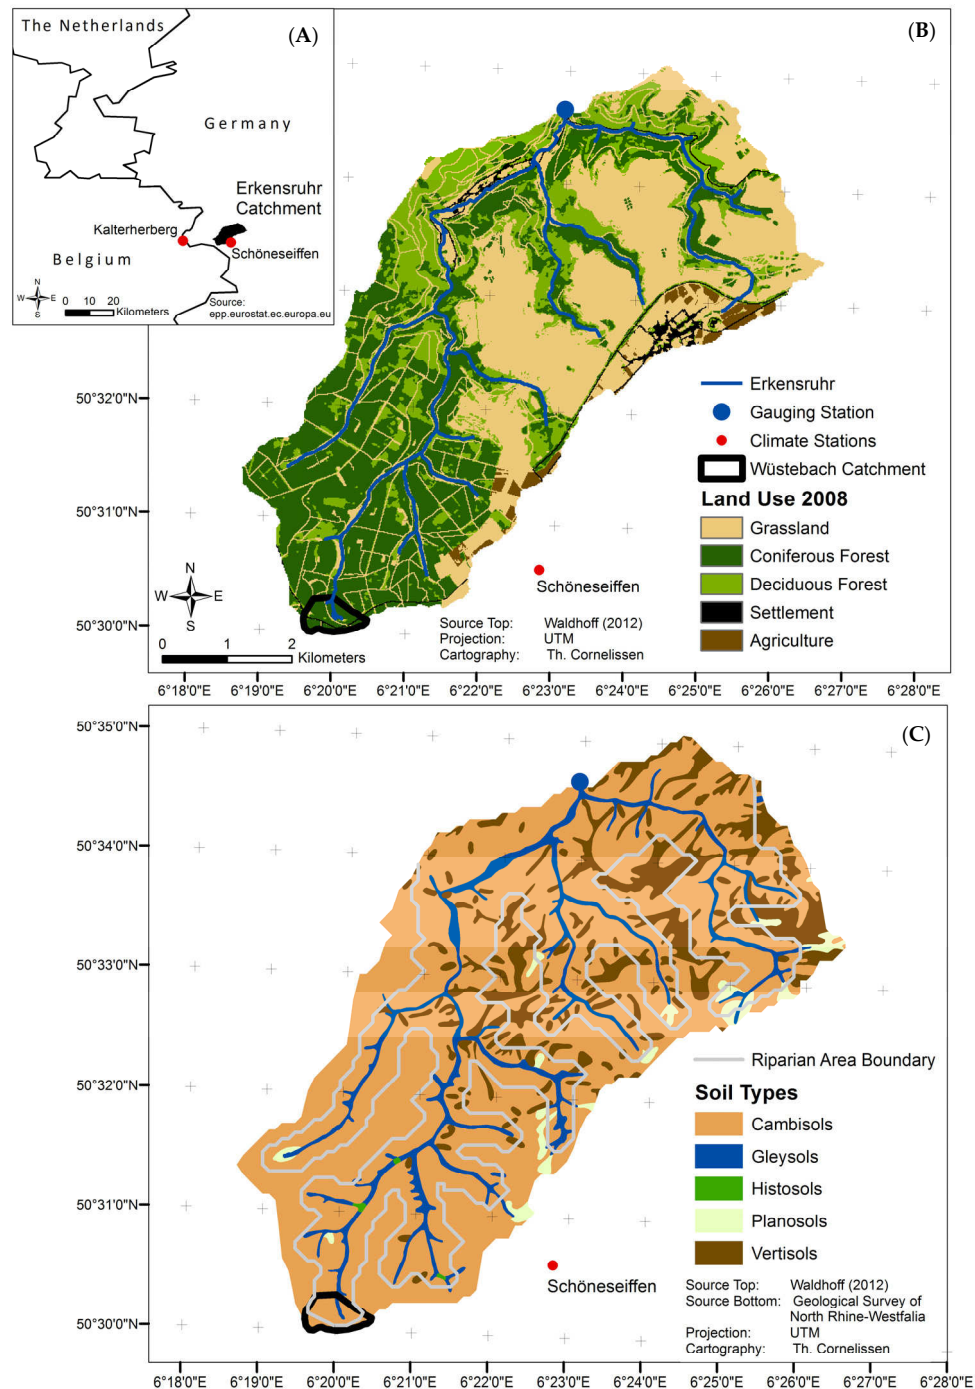 The Netherlands
(A)
Germany
Erkensruhr
Catchment
Kalterherberg
Schöneseiffen
Belgium
N
W E
S
0 10 20
Kilometers
Source:
epp.eurostat.ec.europa.eu
(B)
Erkensruhr
Gauging Station
Climate Stations
Wüstebach Catchment
Land Use 2008
Grassland
Coniferous Forest
Deciduous Forest
Settlement
Agriculture
50°32'0"N
50°31'0"N
50°30'0"N
N
W E
S
0 1 2
Kilometers
Schöneseiffen
Source Top: Waldhoff (2012)
Projection: UTM
Cartography: Th. Cornelissen
6°18'0"E 6°19'0"E 6°20'0"E 6°21'0"E 6°22'0"E 6°23'0"E 6°24'0"E 6°25'0"E 6°26'0"E 6°27'0"E 6°28'0"E
(C)
50°35'0"N
50°34'0"N
50°33'0"N
50°32'0"N
50°31'0"N
50°30'0"N
Riparian Area Boundary
Soil Types
Cambisols
Gleysols
Histosols
Planosols
Vertisols
Schöneseiffen
Source Top: Waldhoff (2012)
Source Bottom: Geological Survey of
North Rhine-Westfalia
Projection: UTM
Cartography: Th. Cornelissen
6°18'0"E 6°19'0"E 6°20'0"E 6°21'0"E 6°22'0"E 6°23'0"E 6°24'0"E 6°25'0"E 6°26'0"E 6°27'0"E 6°28'0"E